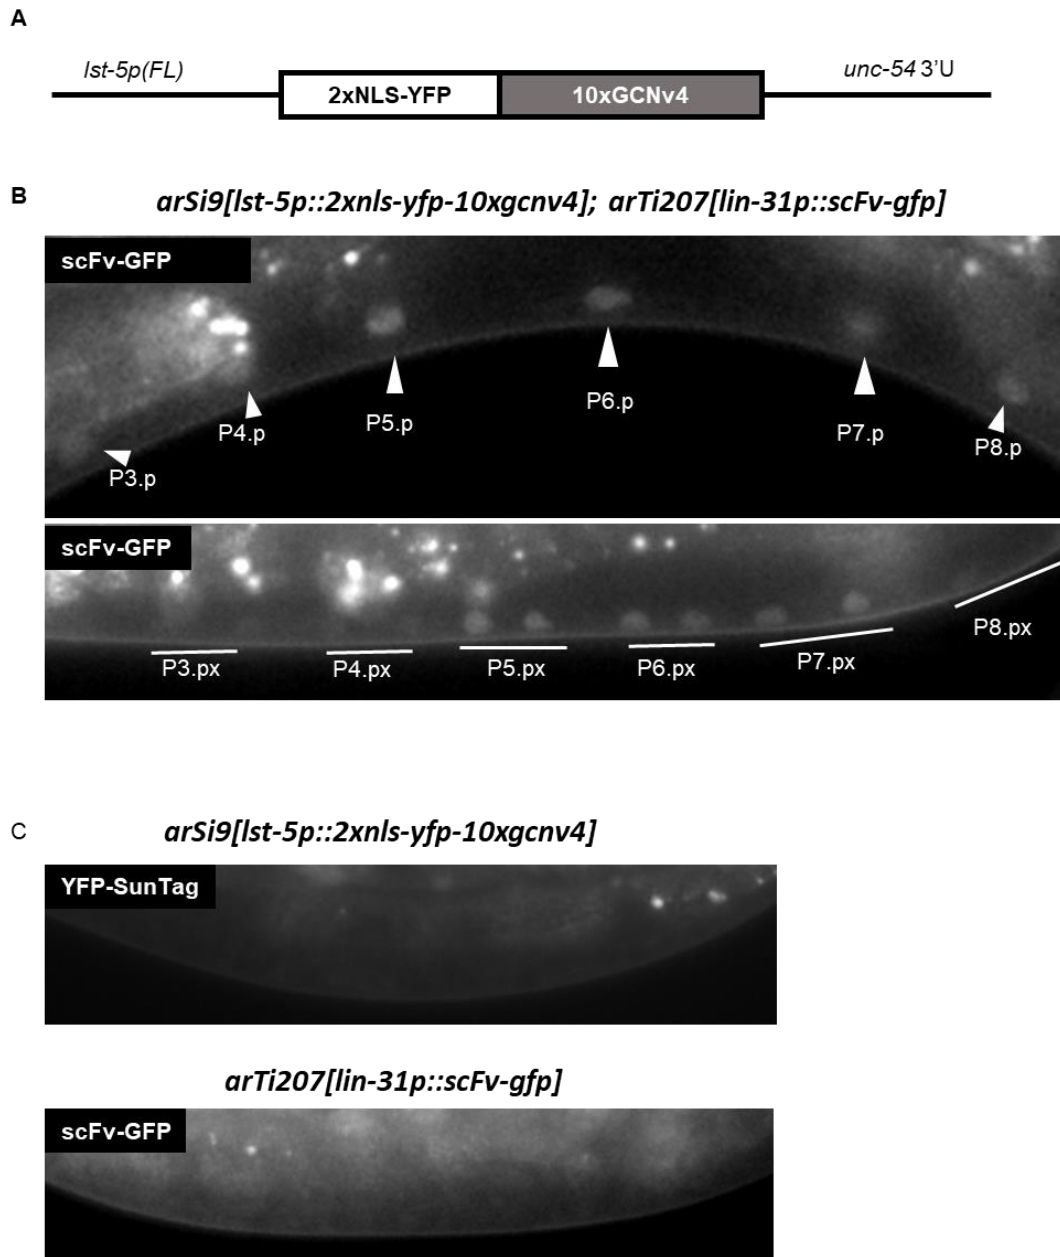 A
lst-5p(FL)
unc-54 3'U
2xNLS-YFP
10xGCNv4
B
arSi9[lst-5p::2xnls-yfp-10xgcnv4]; arTi207[lin-31p::scFv-gfp]
scFv-GFP
P3.p
P4.p
P5.p
P6.p
P7.p
P8.p
scFv-GFP
P3.px
P4.px
P5.px
P6.px
P7.px
P8.px
C
arSi9[lst-5p::2xnls-yfp-10xgcnv4]
YFP-SunTag
arTi207[lin-31p::scFv-gfp]
scFv-GFP